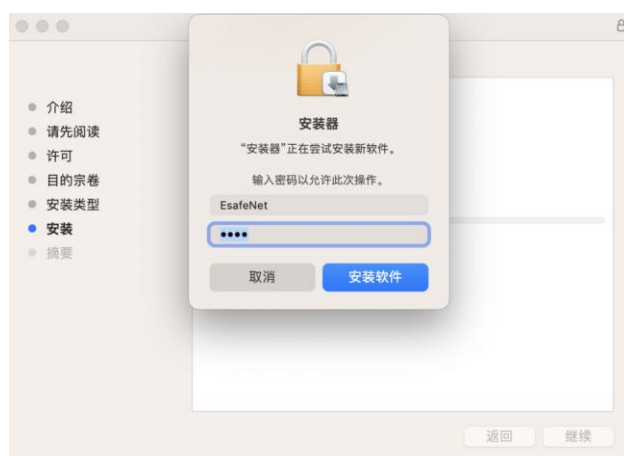 介绍
请先阅读
许可
目的宗卷
安装类型
安装
摘要
安装器
“安装器”正在尝试安装新软件。
输入密码以允许此次操作。
EsafeNet
••••
取消
安装软件
返回
继续